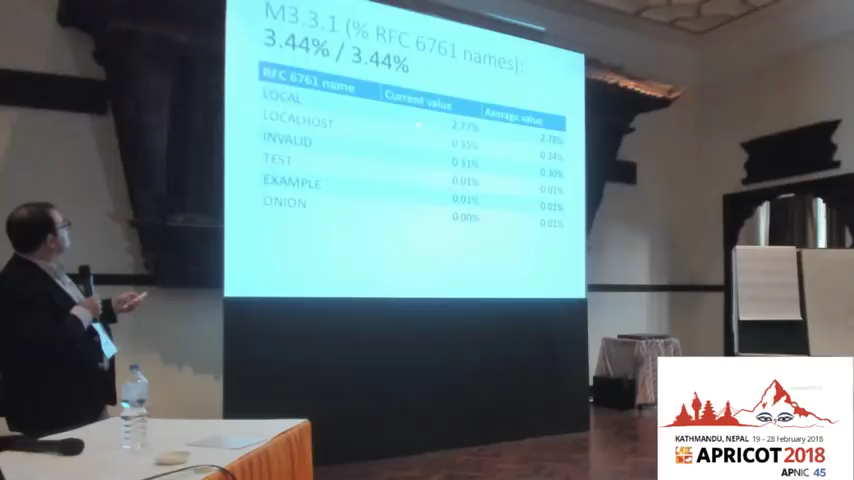 M3.3.1 (% RFC 6761 names):
3.44% / 3.44%
RFC 6761 name Current value Average value
LOCAL 2.77% 2.78%
LOCALHOST 0.35% 0.34%
INVALID 0.31% 0.30%
TEST 0.01% 0.01%
EXAMPLE 0.01% 0.01%
ONION 0.00% 0.01%
KATHMANDU, NEPAL 19 - 28 February 2018
APRICOT 2018
APNIC 45